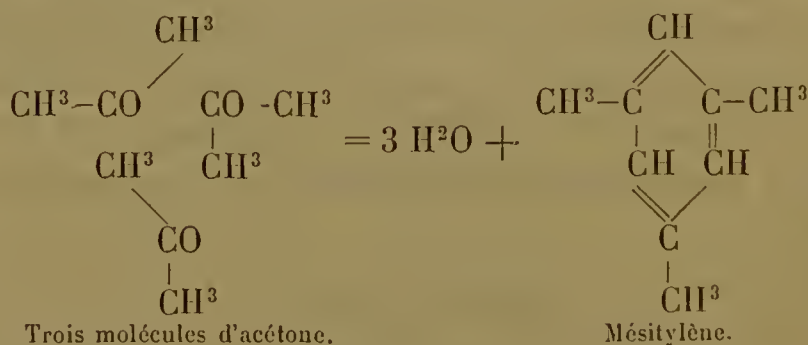 CH³ CH
CH³–CO CO -CH³ CH³–C C–CH³
= 3 H²O +
CH³ CH³ CH CH
CO C
CH³ CH³
Trois molécules d'acétone. Mésitylène.